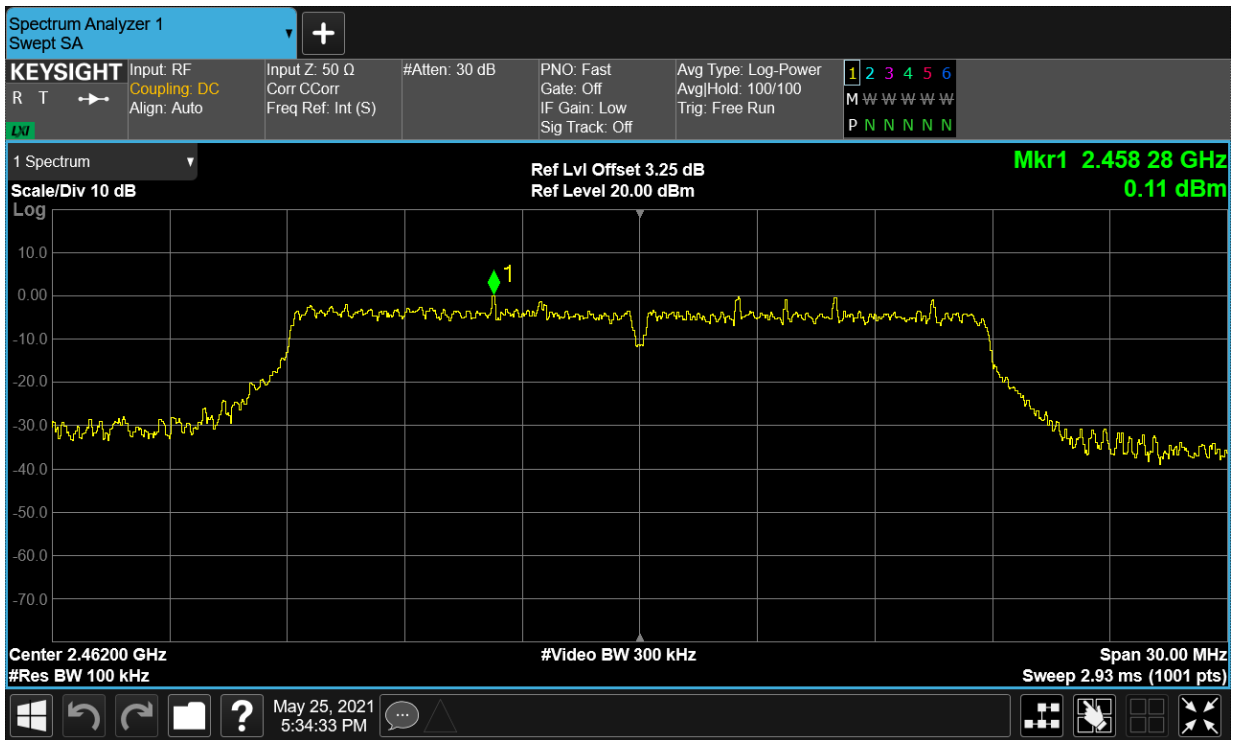 Spectrum Analyzer 1
Swept SA
+
KEYSIGHT
R T
LXI
Input: RF
Coupling: DC
Align: Auto
Input Z: 50 Ω
Corr CCorr
Freq Ref: Int (S)
#Atten: 30 dB
PNO: Fast
Gate: Off
IF Gain: Low
Sig Track: Off
Avg Type: Log-Power
Avg|Hold: 100/100
Trig: Free Run
1 2 3 4 5 6
M W W W W W
P N N N N N
1 Spectrum
Scale/Div 10 dB
Log
Ref Lvl Offset 3.25 dB
Ref Level 20.00 dBm
Mkr1 2.458 28 GHz
0.11 dBm
10.0
1
0.00
-10.0
-20.0
-30.0
-40.0
-50.0
-60.0
-70.0
Center 2.46200 GHz
#Res BW 100 kHz
#Video BW 300 kHz
Span 30.00 MHz
Sweep 2.93 ms (1001 pts)
?
May 25, 2021
5:34:33 PM